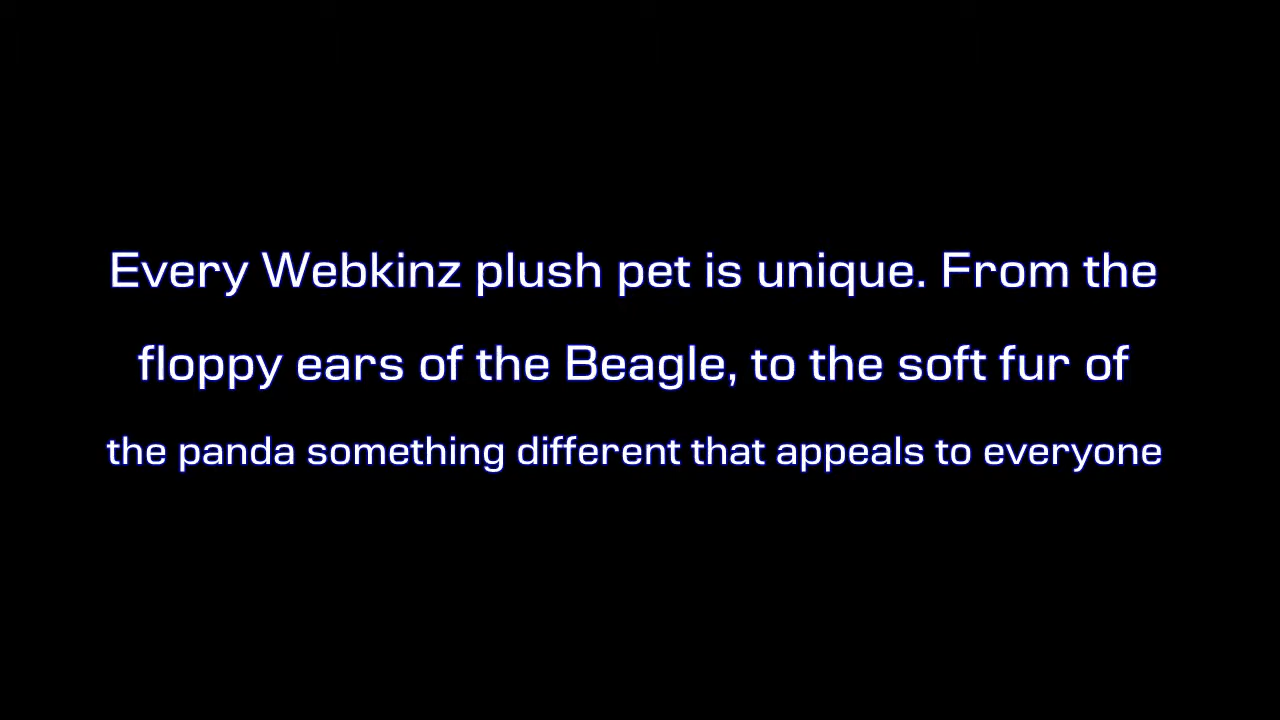 Every Webkinz plush pet is unique. From the
floppy ears of the Beagle, to the soft fur of
the panda something different that appeals to everyone